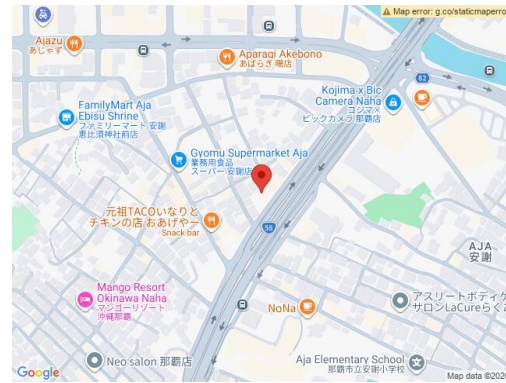 Map error: g.co/staticmaperro
Ajazu
あじゃず
Aparagi Akebono
あぱらぎ 曙店
82
FamilyMart Aja
Ebisu Shrine
ファミリーマート 安謝
恵比須神社前店
Kojima x Bic
Camera Naha
コジマ×
ビックカメラ 那覇店
Gyomu Supermarket Aja
業務用食品
スーパー 安謝店
元祖TACOいなりと
チキンの店 おあげやー
Snack bar
58
AJA
安謝
Mango Resort
Okinawa Naha
マンゴーリゾート
沖縄那覇
NoNa
アスリートボディケ
サロンLaCureらくぁ
Neo salon 那覇店
Aja Elementary School
那覇市立安謝小学校
Google
Map data ©2026